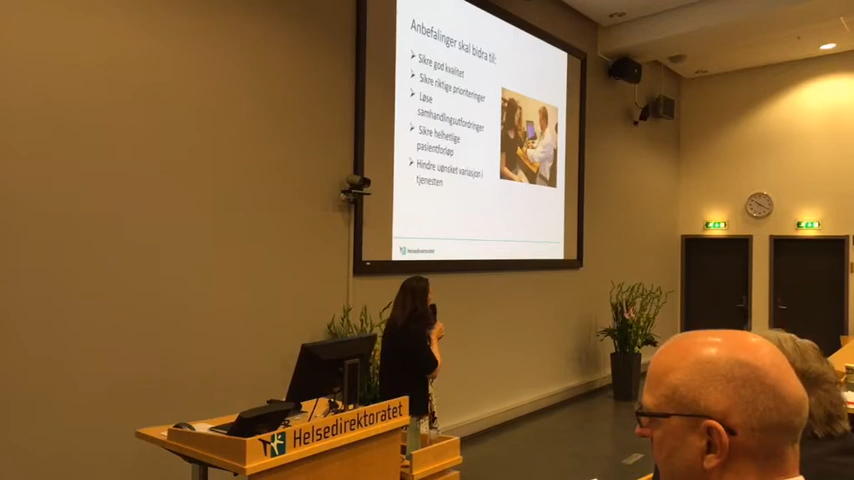 Anbefalinger skal bidra til:
➢ Sikre god kvalitet
➢ Sikre riktige prioriteringer
➢ Løse
samhandlingsutfordringer
➢ Sikre helhetlige
pasientforløp
➢ Hindre uønsket variasjon i
tjenesten
Helsedirektoratet
Helsedirektoratet